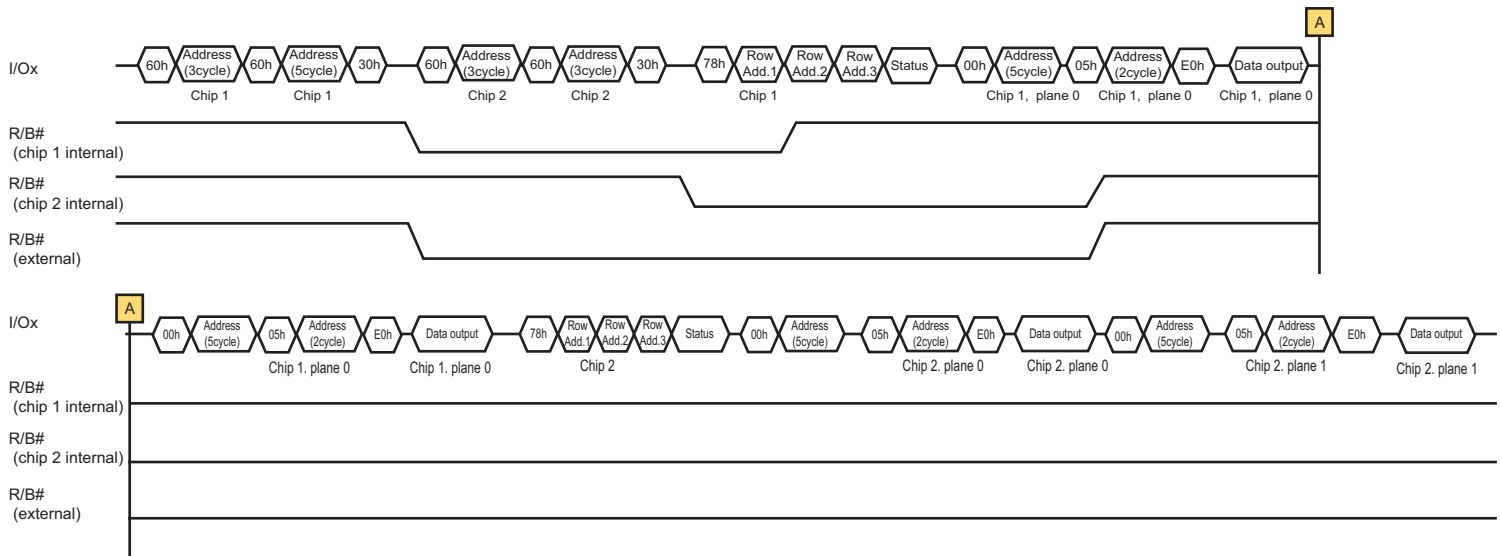 A
I/Ox
60h Address (3cycle) 60h Address (5cycle) 30h 60h Address (3cycle) 60h Address (3cycle) 30h 78h Row Add.1 Row Add.2 Row Add.3 Status 00h Address (5cycle) 05h Address (2cycle) E0h Data output
Chip 1 Chip 1 Chip 2 Chip 2 Chip 1 Chip 1, plane 0 Chip 1, plane 0 Chip 1, plane 0
R/B#
(chip 1 internal)
R/B#
(chip 2 internal)
R/B#
(external)
A
I/Ox
00h Address (5cycle) 05h Address (2cycle) E0h Data output 78h Row Add.1 Row Add.2 Row Add.3 Status 00h Address (5cycle) 05h Address (2cycle) E0h Data output 00h Address (5cycle) 05h Address (2cycle) E0h Data output
Chip 1. plane 0 Chip 1. plane 0 Chip 2 Chip 2. plane 0 Chip 2. plane 0 Chip 2. plane 1 Chip 2. plane 1
R/B#
(chip 1 internal)
R/B#
(chip 2 internal)
R/B#
(external)